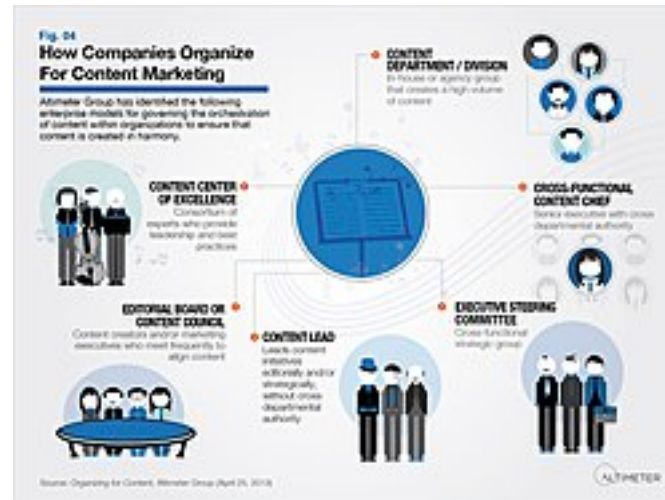 Fig. 04
How Companies Organize
For Content Marketing
Altimeter Group has identified the following
enterprise models for governing the orchestration
of content within organizations to ensure that
content is created in harmony.
CONTENT
DEPARTMENT / DIVISION
In-house or agency group
that creates a high volume
of content
CONTENT CENTER
OF EXCELLENCE
Consortium of
experts who provide
leadership and best
practices
CROSS-FUNCTIONAL
CONTENT CHIEF
Senior executive with cross
departmental authority
EDITORIAL BOARD OR
CONTENT COUNCIL
Content creators and/or marketing
executives who meet frequently to
align content
CONTENT LEAD
Leads content
initiatives
editorially and/or
strategically,
without cross
departmental
authority
EXECUTIVE STEERING
COMMITTEE
Cross-functional
strategic group
Source: Organizing for Content, Altimeter Group (April 25, 2013)
ALTIMETER